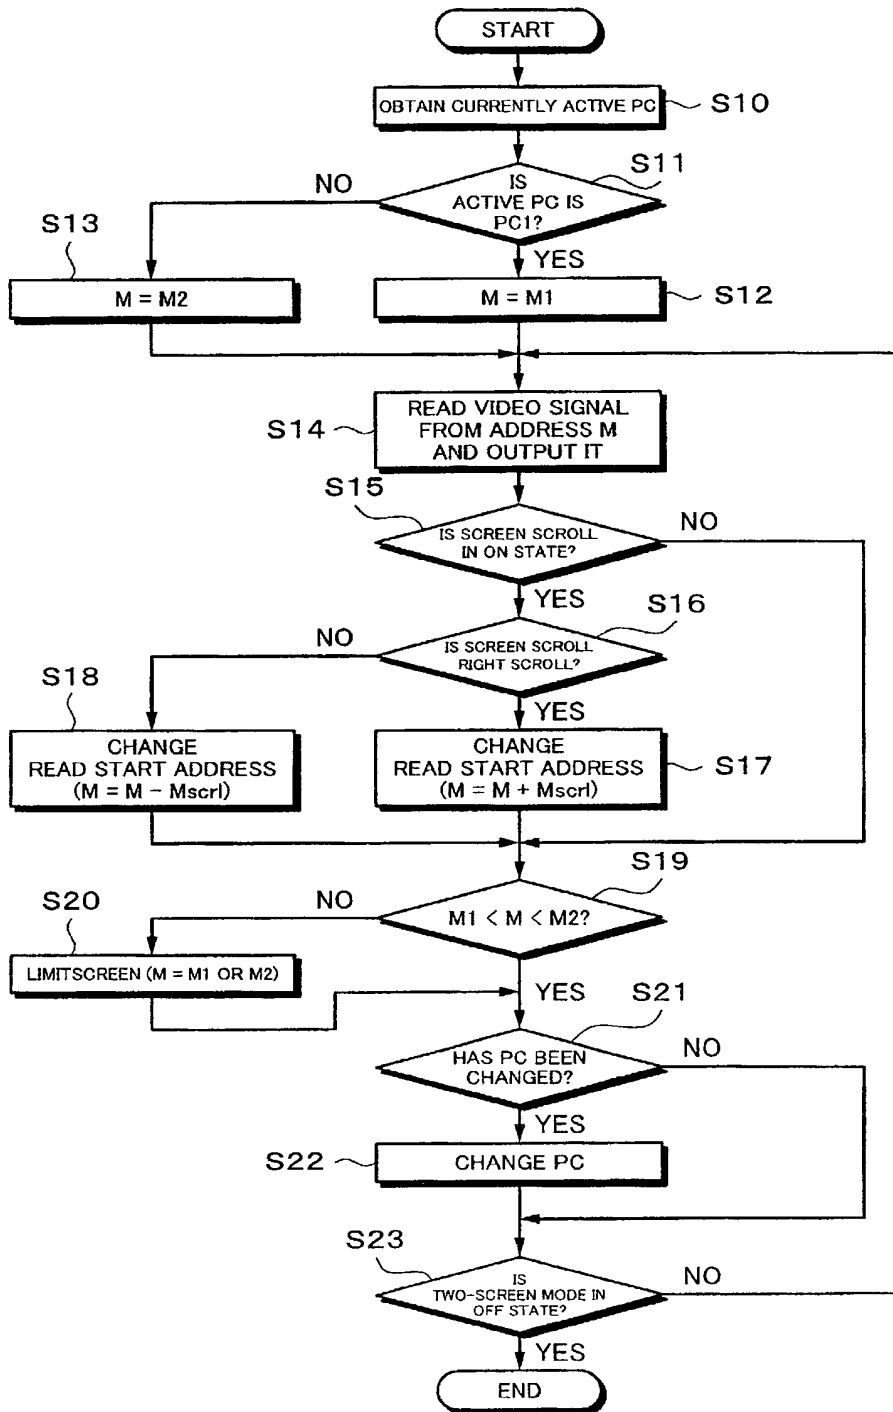 START
OBTAIN CURRENTLY ACTIVE PC
S10
S11
IS
ACTIVE PC IS
PC1?
NO
YES
S13
M = M2
M = M1
S12
S14
READ VIDEO SIGNAL
FROM ADDRESS M
AND OUTPUT IT
S15
IS SCREEN SCROLL
IN ON STATE?
NO
YES
S16
IS SCREEN SCROLL
RIGHT SCROLL?
NO
YES
S18
CHANGE
READ START ADDRESS
(M = M − Mscrl)
CHANGE
READ START ADDRESS
(M = M + Mscrl)
S17
S19
M1 < M < M2?
NO
YES
S20
LIMITSCREEN (M = M1 OR M2)
S21
HAS PC BEEN
CHANGED?
NO
YES
S22
CHANGE PC
S23
IS
TWO-SCREEN MODE IN
OFF STATE?
NO
YES
END